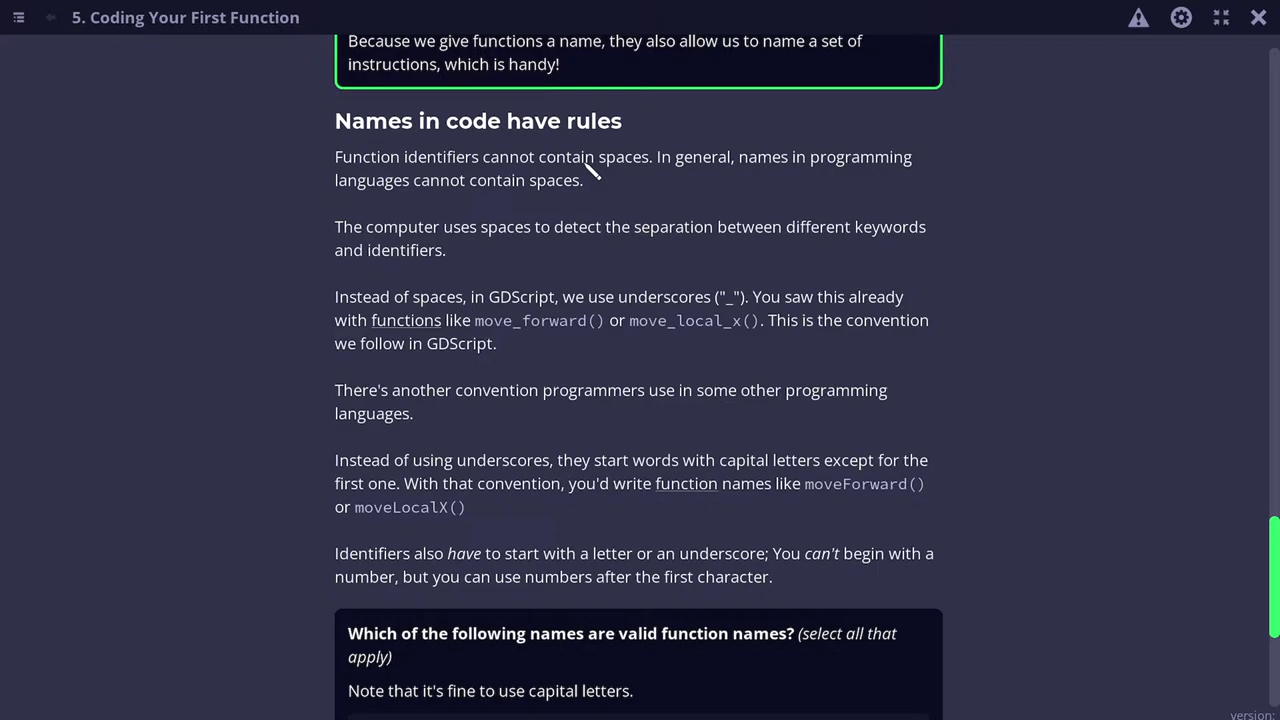 5. Coding Your First Function
Because we give functions a name, they also allow us to name a set of
instructions, which is handy!
Names in code have rules
Function identifiers cannot contain spaces. In general, names in programming
languages cannot contain spaces.
The computer uses spaces to detect the separation between different keywords
and identifiers.
Instead of spaces, in GDScript, we use underscores ("_"). You saw this already
with functions like move_forward() or move_local_x(). This is the convention
we follow in GDScript.
There's another convention programmers use in some other programming
languages.
Instead of using underscores, they start words with capital letters except for the
first one. With that convention, you'd write function names like moveForward()
or moveLocalX()
Identifiers also have to start with a letter or an underscore; You can't begin with a
number, but you can use numbers after the first character.
Which of the following names are valid function names? (select all that
apply)
Note that it's fine to use capital letters.
version: